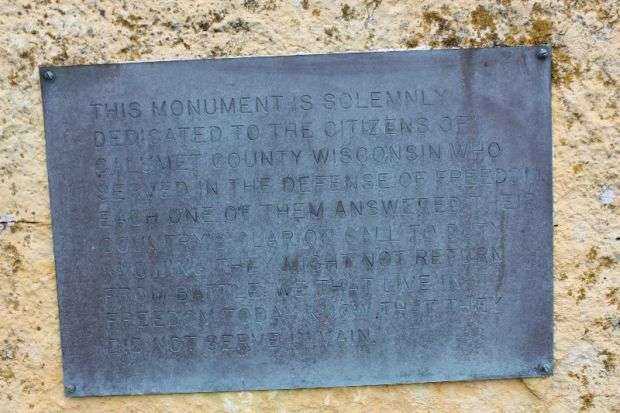 THIS MONUMENT IS SOLEMNLY
DEDICATED TO THE CITIZENS OF
CALUMET COUNTY WISCONSIN WHO
SERVED IN THE DEFENSE OF FREEDOM.
EACH ONE OF THEM ANSWERED THEIR
COUNTRY'S CLARION CALL TO DUTY
KNOWING THEY MIGHT NOT RETURN
FROM BATTLE. WE THAT LIVE IN
FREEDOM TODAY KNOW THAT THEY
DID NOT SERVE IN VAIN.